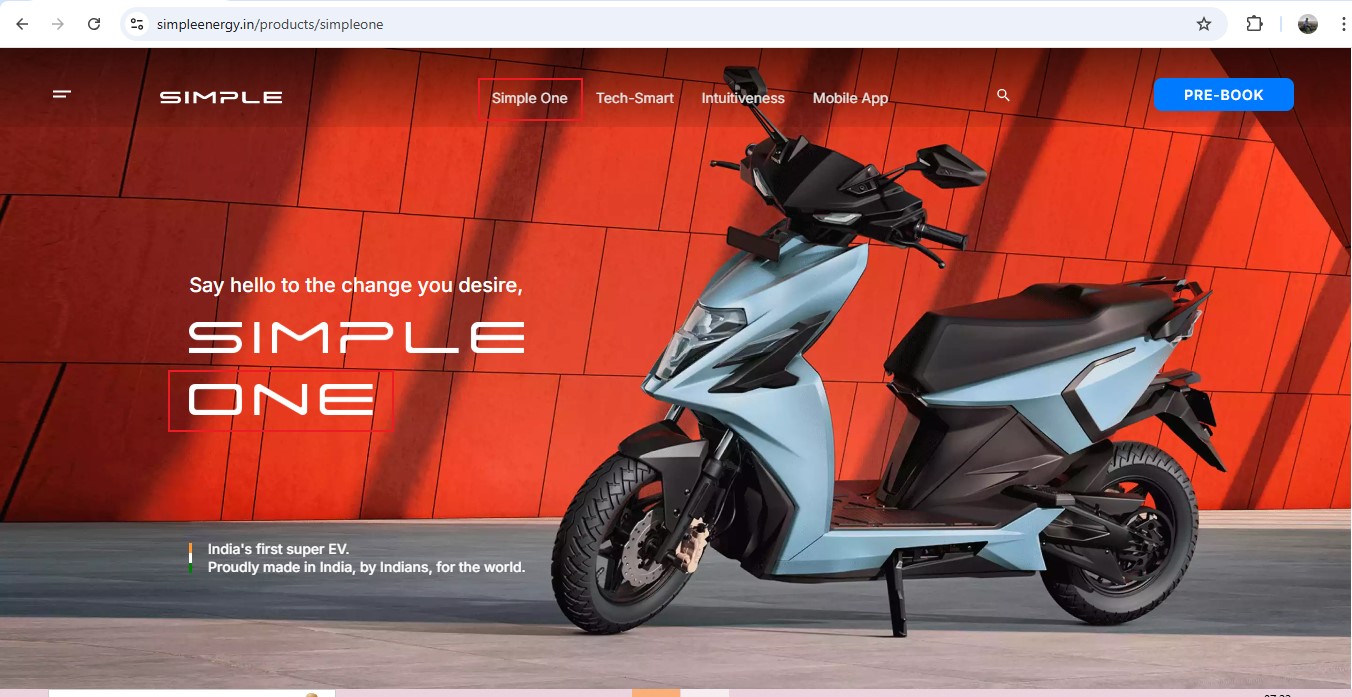 simpleenergy.in/products/simpleone
SIMPLE
Simple One
Tech-Smart
Intuitiveness
Mobile App
PRE-BOOK
Say hello to the change you desire,
SIMPLE
ONE
India's first super EV.
Proudly made in India, by Indians, for the world.